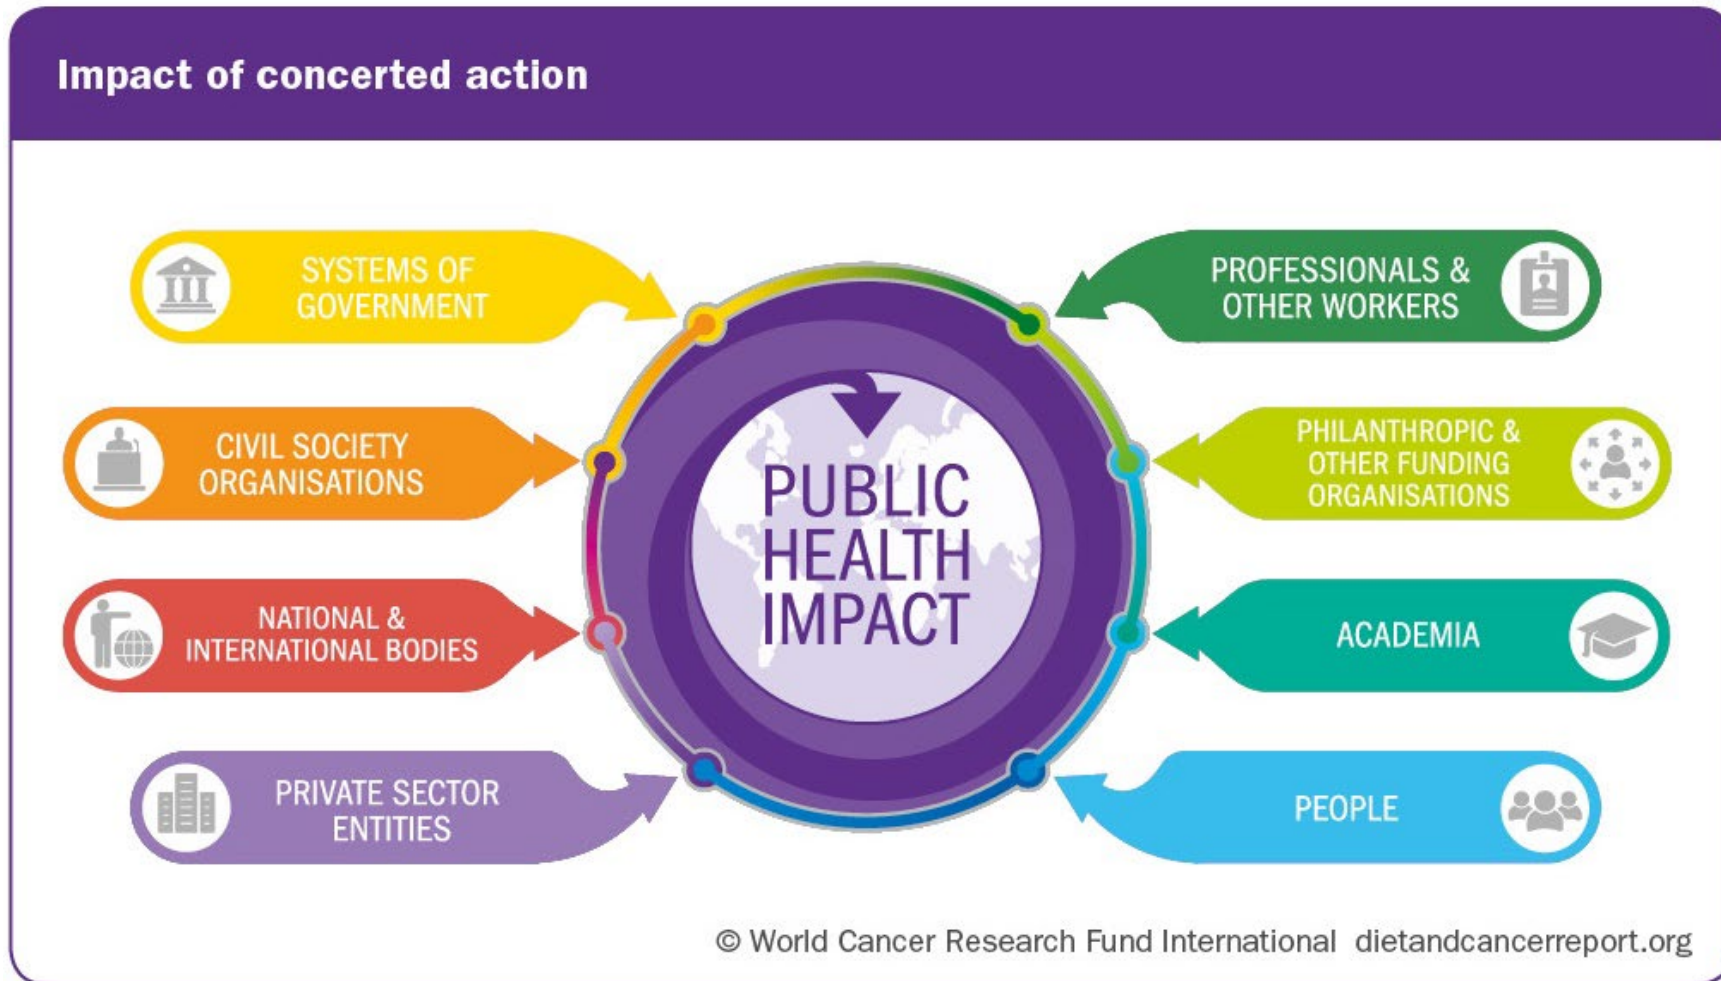 Impact of concerted action
SYSTEMS OF
GOVERNMENT
CIVIL SOCIETY
ORGANISATIONS
NATIONAL &
INTERNATIONAL BODIES
PRIVATE SECTOR
ENTITIES
PUBLIC
HEALTH
IMPACT
PROFESSIONALS &
OTHER WORKERS
PHILANTHROPIC &
OTHER FUNDING
ORGANISATIONS
ACADEMIA
PEOPLE
© World Cancer Research Fund International dietandcancerreport.org